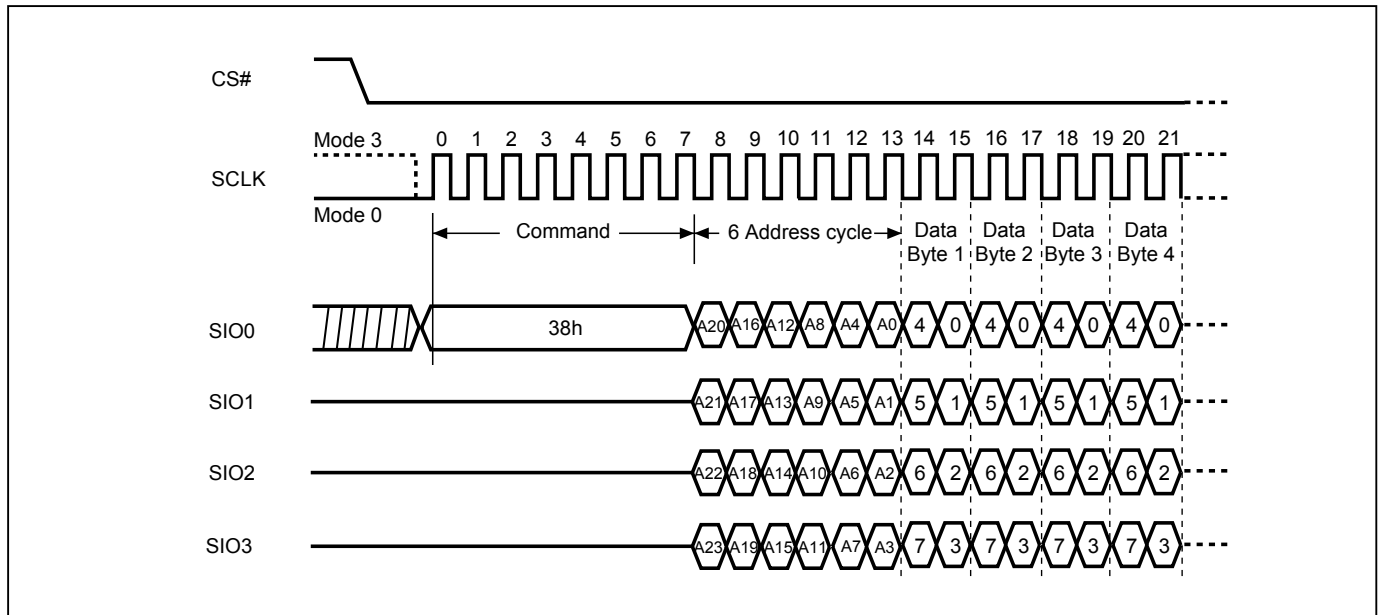 CS#
Mode 3
0 1 2 3 4 5 6 7 8 9 10 11 12 13 14 15 16 17 18 19 20 21
SCLK
Mode 0
Command
6 Address cycle
Data Byte 1
Data Byte 2
Data Byte 3
Data Byte 4
SIO0
38h
A20 A16 A12 A8 A4 A0 4 0 4 0 4 0 4 0
SIO1
A21 A17 A13 A9 A5 A1 5 1 5 1 5 1 5 1
SIO2
A22 A18 A14 A10 A6 A2 6 2 6 2 6 2 6 2
SIO3
A23 A19 A15 A11 A7 A3 7 3 7 3 7 3 7 3